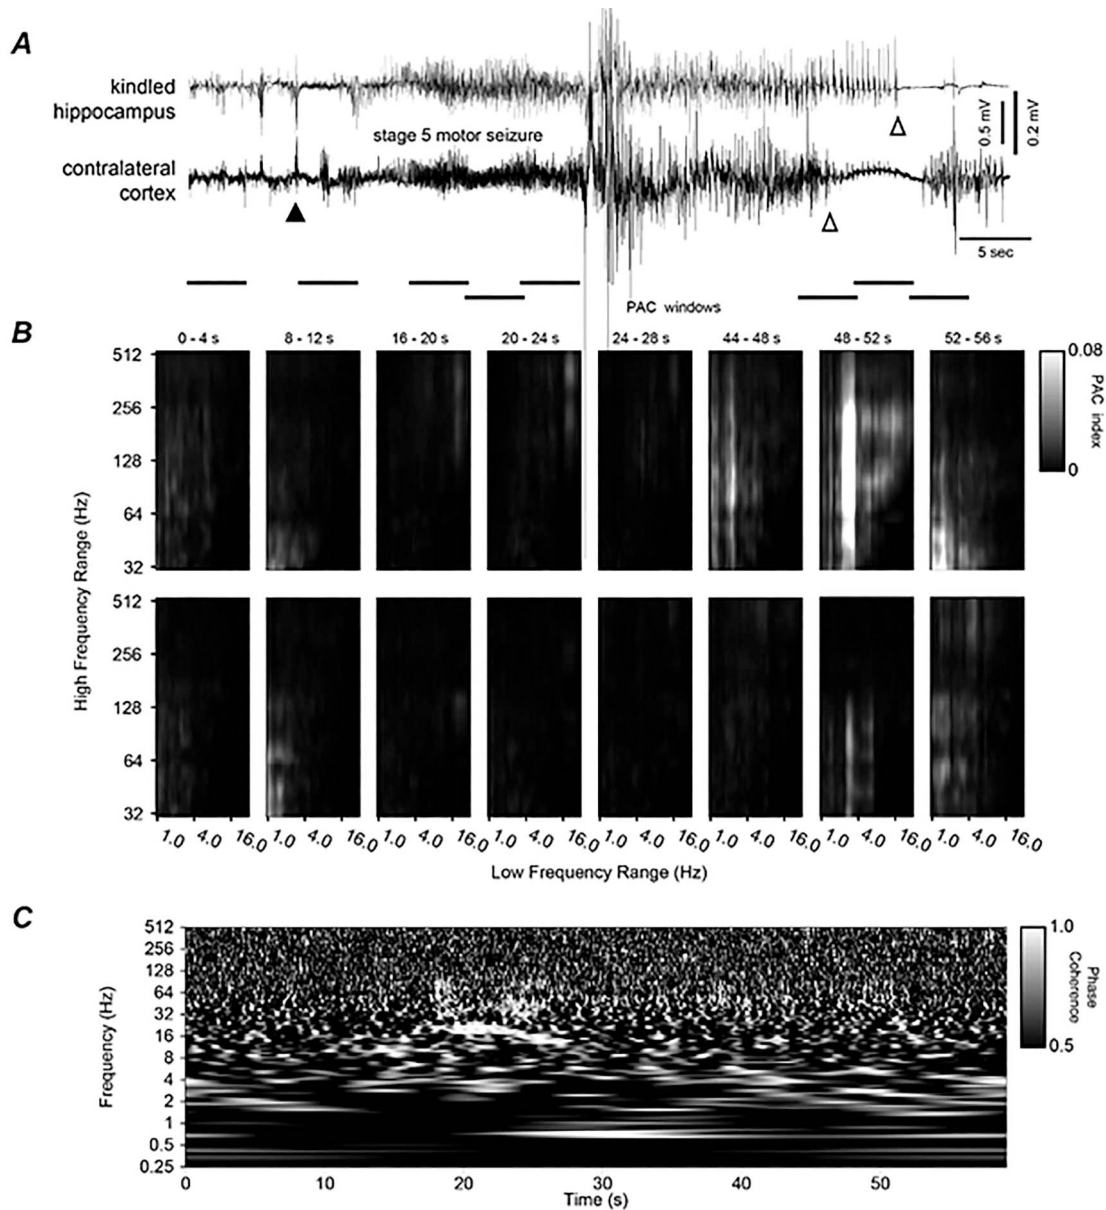 A
kindled
hippocampus
stage 5 motor seizure
contralateral
cortex
0.5 mV
0.2 mV
5 sec
PAC windows
B
0 - 4 s 8 - 12 s 16 - 20 s 20 - 24 s 24 - 28 s 44 - 48 s 48 - 52 s 52 - 56 s
512
256
128
64
32
0.08
0
PAC index
High Frequency Range (Hz)
512
256
128
64
32
1.0 4.0 16.0 1.0 4.0 16.0 1.0 4.0 16.0 1.0 4.0 16.0 1.0 4.0 16.0 1.0 4.0 16.0 1.0 4.0 16.0 1.0 4.0 16.0
Low Frequency Range (Hz)
C
512
256
128
64
32
16
8
4
2
1
0.5
0.25
Frequency (Hz)
1.0
0.5
Phase
Coherence
0 10 20 30 40 50
Time (s)